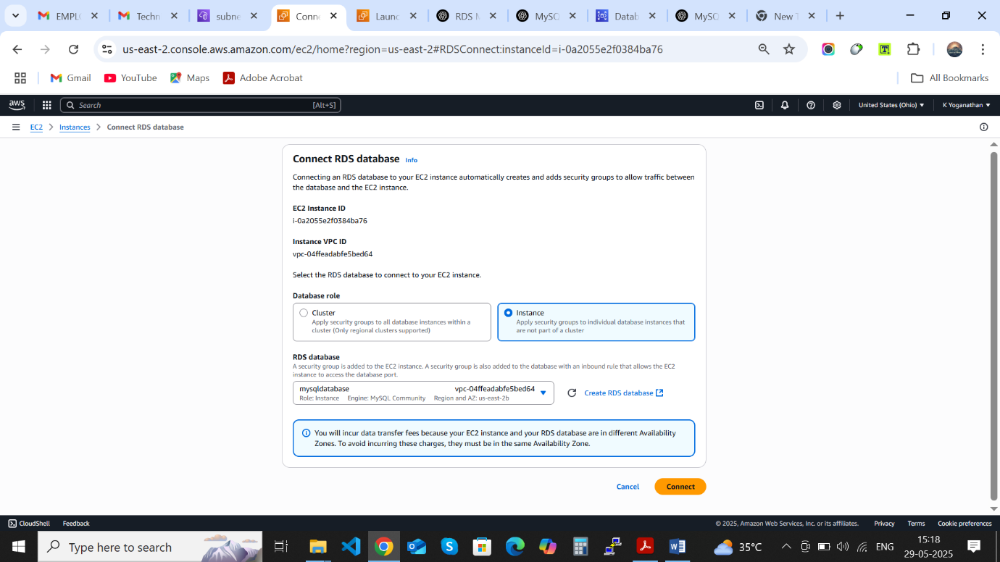 EMPL
Techn
subne
Conne
Launc
RDS M
MySQ
Datab
MySQ
New T
us-east-2.console.aws.amazon.com/ec2/home?region=us-east-2#RDSConnect:instanceId=i-0a2055e2f0384ba76
Gmail
YouTube
Maps
Adobe Acrobat
All Bookmarks
aws
Search
[Alt+S]
United States (Ohio)
K Yoganathan
EC2
Instances
Connect RDS database
Connect RDS database Info
Connecting an RDS database to your EC2 instance automatically creates and adds security groups to allow traffic between
the database and the EC2 instance.
EC2 Instance ID
i-0a2055e2f0384ba76
Instance VPC ID
vpc-04ffeadabfe5bed64
Select the RDS database to connect to your EC2 instance.
Database role
Cluster
Apply security groups to all database instances within a
cluster (Only regional clusters supported)
Instance
Apply security groups to individual database instances that
are not part of a cluster
RDS database
A security group is added to the EC2 instance. A security group is also added to the database with an inbound rule that allows the EC2
instance to access the database port.
mysqldatabase vpc-04ffeadabfe5bed64
Role: Instance Engine: MySQL Community Region and AZ: us-east-2b
Create RDS database
You will incur data transfer fees because your EC2 instance and your RDS database are in different Availability
Zones. To avoid incurring these charges, they must be in the same Availability Zone.
Cancel
Connect
CloudShell
Feedback
© 2025, Amazon Web Services, Inc. or its affiliates.
Privacy
Terms
Cookie preferences
Type here to search
35°C
ENG
15:18
29-05-2025